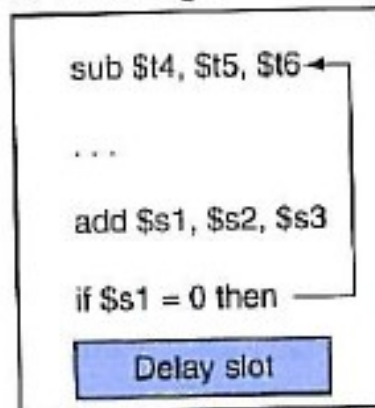 sub $t4, $t5, $t6
. . .
add $s1, $s2, $s3
if $s1 = 0 then
Delay slot